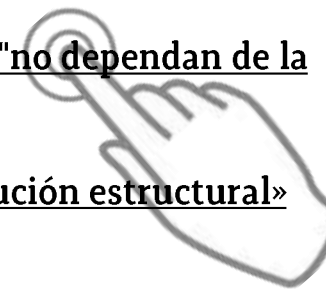 "no dependan de la
ución estructural»